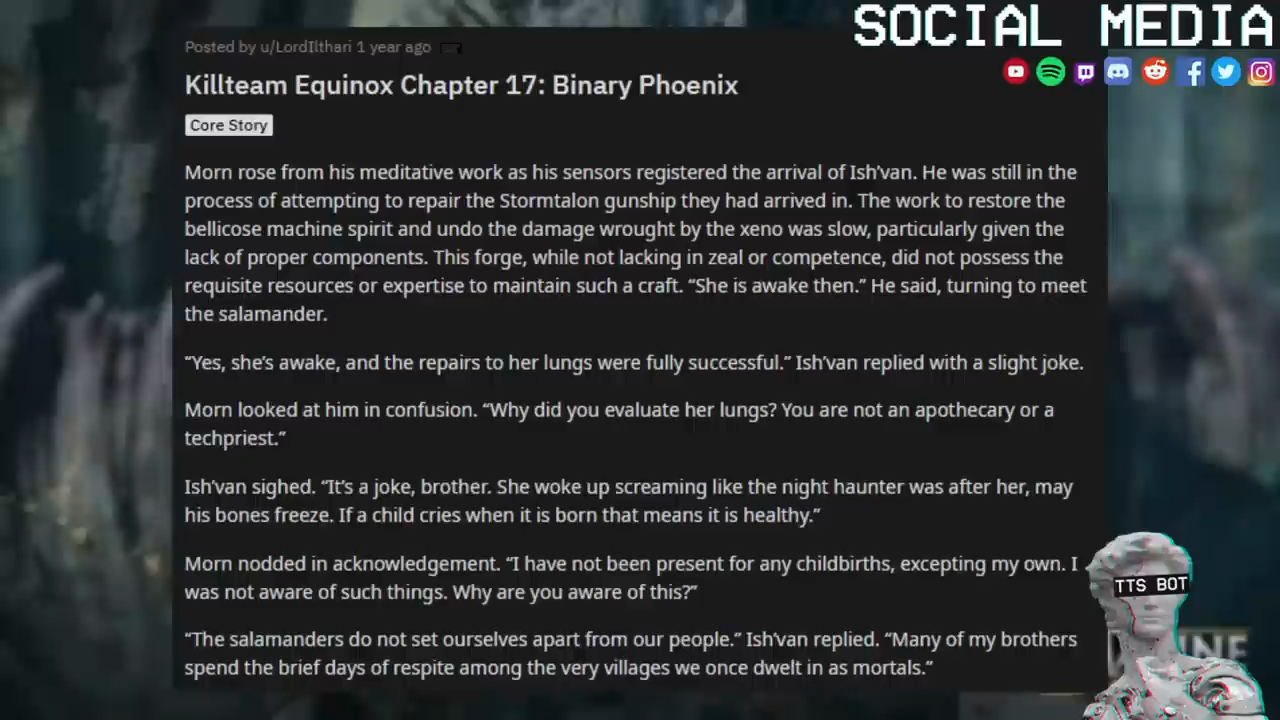 SOCIAL MEDIA
Posted by u/LordIlthari 1 year ago
Killteam Equinox Chapter 17: Binary Phoenix
Core Story
Morn rose from his meditative work as his sensors registered the arrival of Ish’van. He was still in the
process of attempting to repair the Stormtalon gunship they had arrived in. The work to restore the
bellicose machine spirit and undo the damage wrought by the xeno was slow, particularly given the
lack of proper components. This forge, while not lacking in zeal or competence, did not possess the
requisite resources or expertise to maintain such a craft. “She is awake then.” He said, turning to meet
the salamander.
“Yes, she’s awake, and the repairs to her lungs were fully successful.” Ish’van replied with a slight joke.
Morn looked at him in confusion. “Why did you evaluate her lungs? You are not an apothecary or a
techpriest.”
Ish’van sighed. “It’s a joke, brother. She woke up screaming like the night haunter was after her, may
his bones freeze. If a child cries when it is born that means it is healthy.”
Morn nodded in acknowledgement. “I have not been present for any childbirths, excepting my own. I
was not aware of such things. Why are you aware of this?”
“The salamanders do not set ourselves apart from our people.” Ish’van replied. “Many of my brothers
spend the brief days of respite among the very villages we once dwelt in as mortals.”
TTS BOT